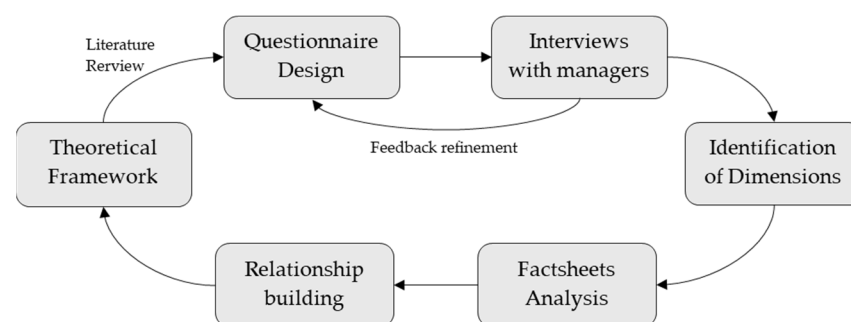 Literature
Rerview
Questionnaire
Design
Interviews
with managers
Feedback refinement
Theoretical
Framework
Identification
of Dimensions
Relationship
building
Factsheets
Analysis